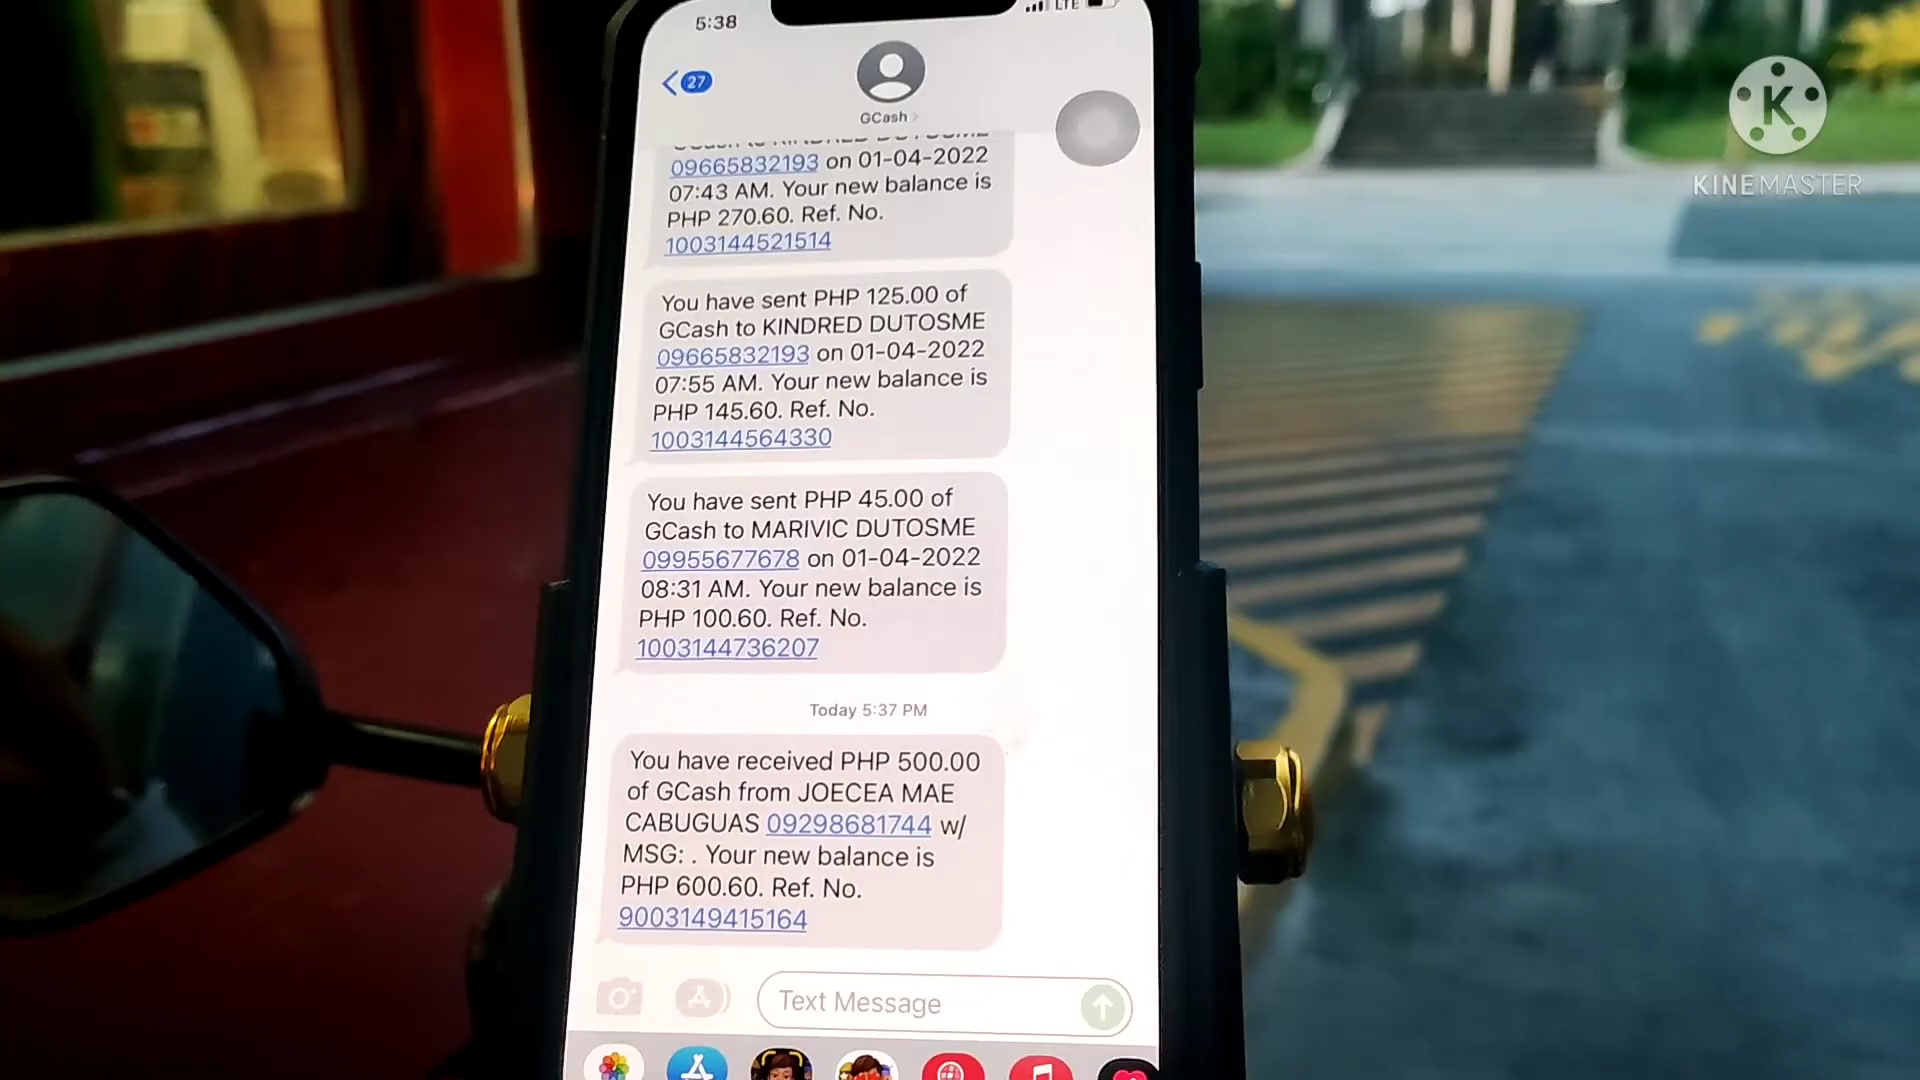 5:38
LTE
27
GCash
09665832193 on 01-04-2022
07:43 AM. Your new balance is
PHP 270.60. Ref. No.
1003144521514
You have sent PHP 125.00 of
GCash to KINDRED DUTOSME
09665832193 on 01-04-2022
07:55 AM. Your new balance is
PHP 145.60. Ref. No.
1003144564330
You have sent PHP 45.00 of
GCash to MARIVIC DUTOSME
09955677678 on 01-04-2022
08:31 AM. Your new balance is
PHP 100.60. Ref. No.
1003144736207
Today 5:37 PM
You have received PHP 500.00
of GCash from JOECEA MAE
CABUGUAS 09298681744 w/
MSG: . Your new balance is
PHP 600.60. Ref. No.
9003149415164
Text Message
K
KINEMASTER